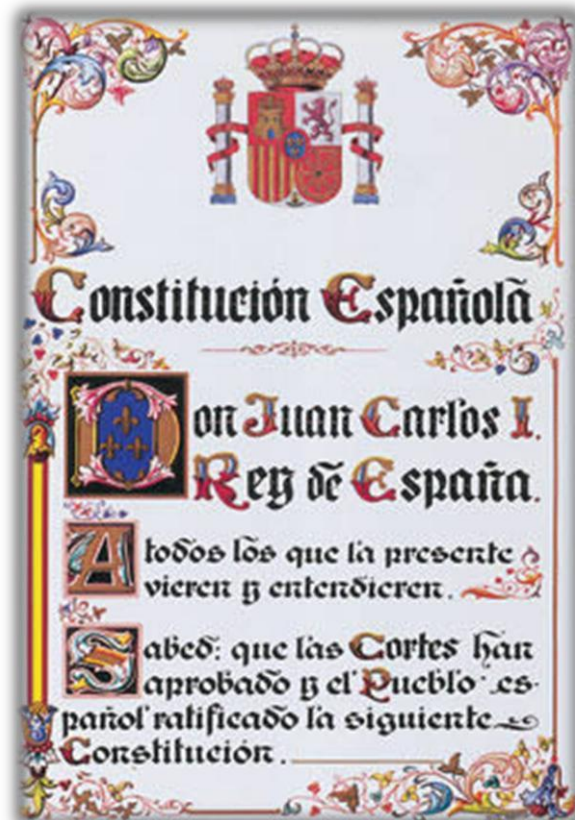 Constitución Española
Don Juan Carlos I.
Rey de España.
A todos los que la presente
vieren y entendieren.
Sabed: que las Cortes han
aprobado y el Pueblo es-
pañol ratificado la siguiente
Constitución.